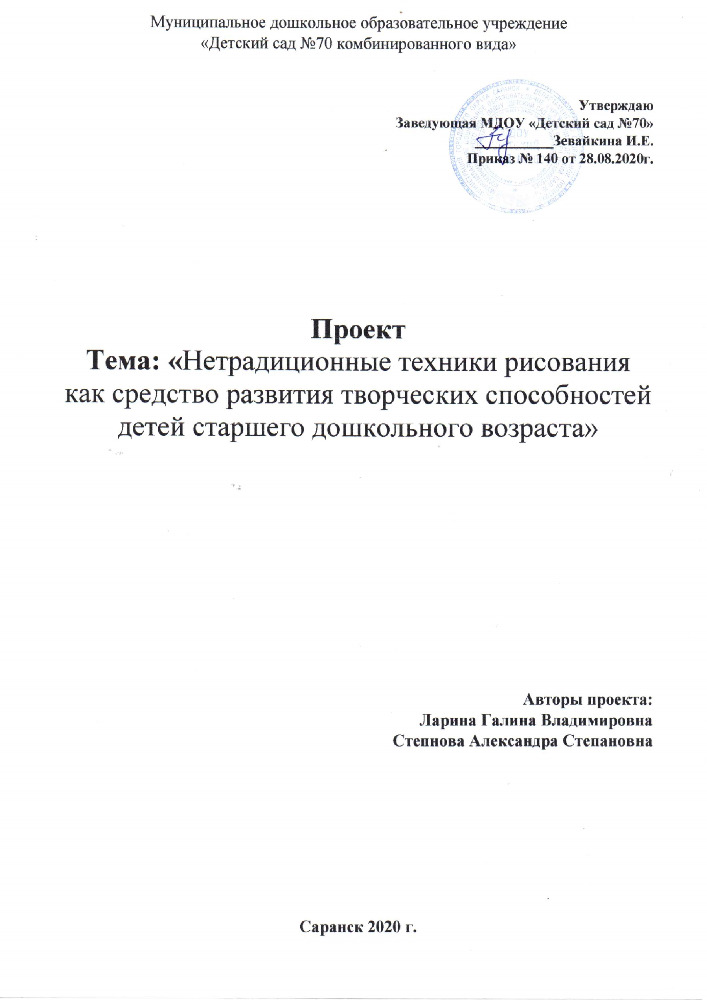 Муниципальное дошкольное образовательное учреждение
«Детский сад №70 комбинированного вида»
Утверждаю
Заведующая МДОУ «Детский сад №70»
____________Зевайкина И.Е.
Приказ № 140 от 28.08.2020г.
Проект
Тема: «Нетрадиционные техники рисования
как средство развития творческих способностей
детей старшего дошкольного возраста»
Авторы проекта:
Ларина Галина Владимировна
Степнова Александра Степановна
Саранск 2020 г.